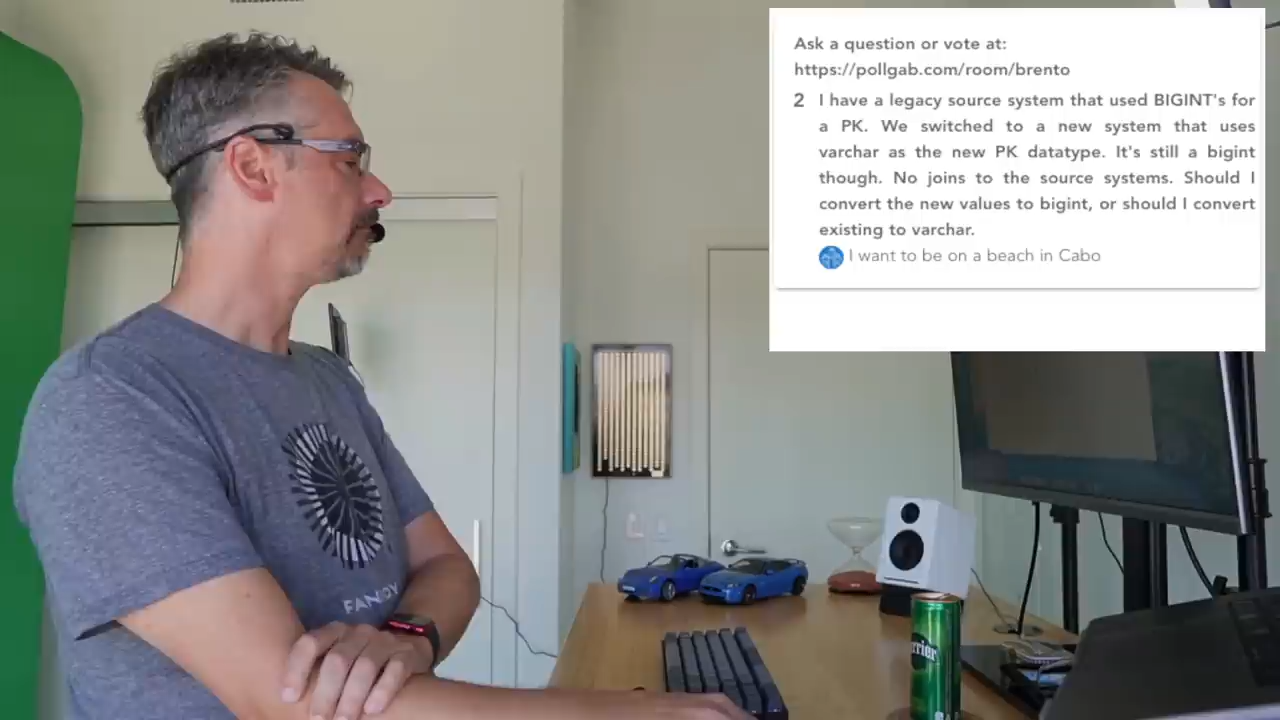 Ask a question or vote at:
https://pollgab.com/room/brento
2 I have a legacy source system that used BIGINT's for
a PK. We switched to a new system that uses
varchar as the new PK datatype. It's still a bigint
though. No joins to the source systems. Should I
convert the new values to bigint, or should I convert
existing to varchar.
I want to be on a beach in Cabo